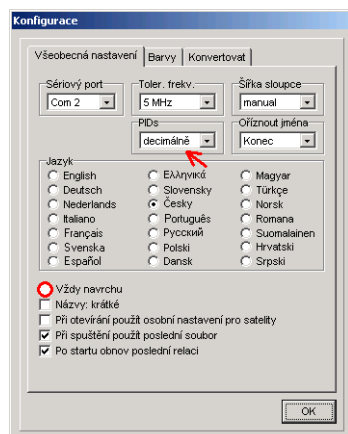 Konfigurace
Všeobecná nastavení Barvy Konvertovat
Sériový port Toler. frekv. Šířka sloupce
Com 2 5 MHz manual
PIDs Oříznout jména
decimálně Konec
Jazyk
English Ελληνικά Magyar
Deutsch Slovensky Türkçe
Nederlands Česky Norsk
Italiano Português Romana
Français Русский Suomalainen
Svenska Polski Hrvatski
Español Dansk Srpski
Vždy navrchu
Názvy: krátké
Při otevírání použít osobní nastavení pro satelity
Při spuštění použít poslední soubor
Po startu obnov poslední relaci
OK